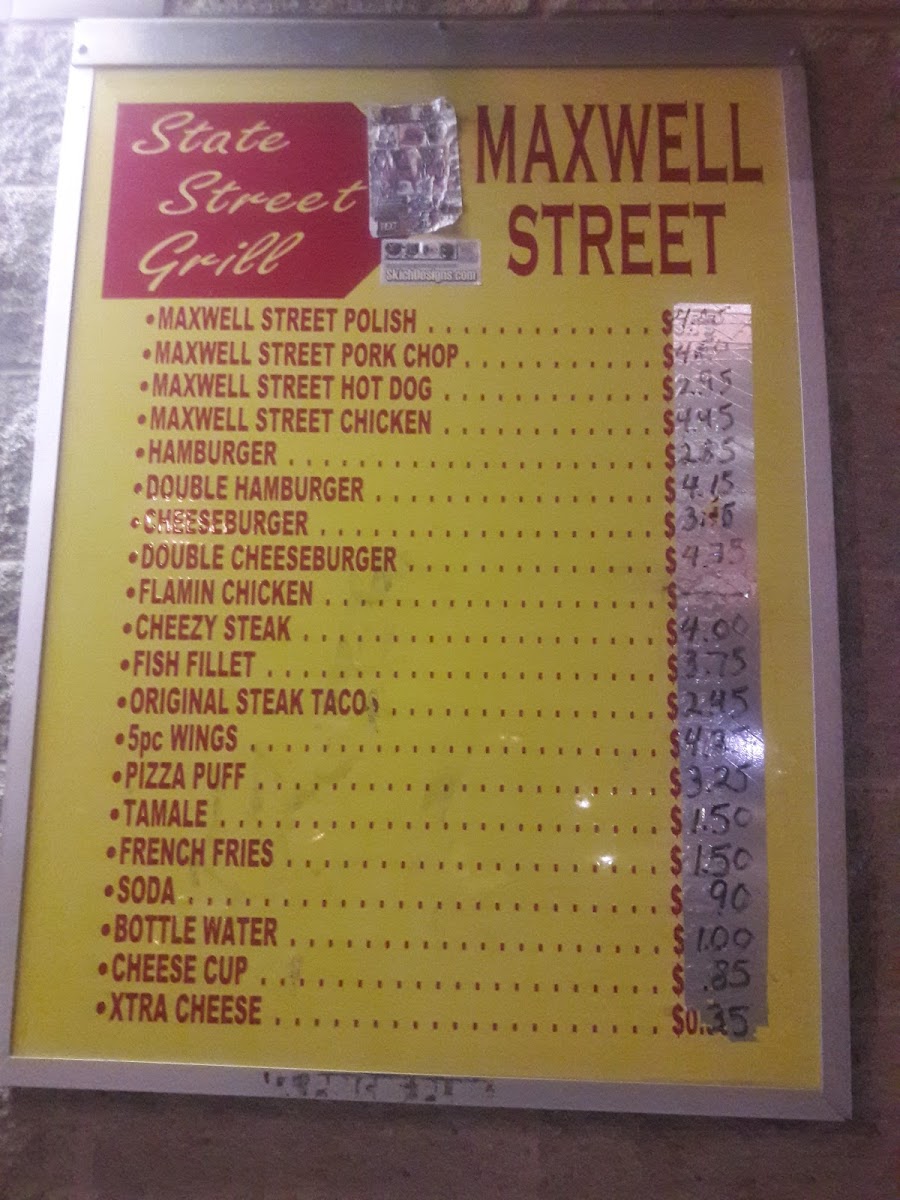 State
Street
Grill
MAXWELL
STREET
SkichDesigns.com
•MAXWELL STREET POLISH . . . . . . . . . . . . . $
•MAXWELL STREET PORK CHOP . . . . . . . . . . . $
•MAXWELL STREET HOT DOG . . . . . . . . . . . . $2.95
•MAXWELL STREET CHICKEN . . . . . . . . . . . . $4.45
•HAMBURGER . . . . . . . . . . . . . . . . . . . . . $2.85
•DOUBLE HAMBURGER . . . . . . . . . . . . . . . . $4.15
•CHEESEBURGER . . . . . . . . . . . . . . . . . . . $
•DOUBLE CHEESEBURGER . . . . . . . . . . . . . . $4.75
•FLAMIN CHICKEN . . . . . . . . . . . . . . . . . . $
•CHEEZY STEAK . . . . . . . . . . . . . . . . . . . $4.00
•FISH FILLET . . . . . . . . . . . . . . . . . . . . . $3.75
•ORIGINAL STEAK TACO . . . . . . . . . . . . . . . $2.45
•5pc WINGS . . . . . . . . . . . . . . . . . . . . . . $
•PIZZA PUFF . . . . . . . . . . . . . . . . . . . . . . $3.25
•TAMALE . . . . . . . . . . . . . . . . . . . . . . . . $1.50
•FRENCH FRIES . . . . . . . . . . . . . . . . . . . . $1.50
•SODA . . . . . . . . . . . . . . . . . . . . . . . . . $ 90
•BOTTLE WATER . . . . . . . . . . . . . . . . . . . . $1.00
•CHEESE CUP . . . . . . . . . . . . . . . . . . . . . $ .85
•XTRA CHEESE . . . . . . . . . . . . . . . . . . . . . $0.35